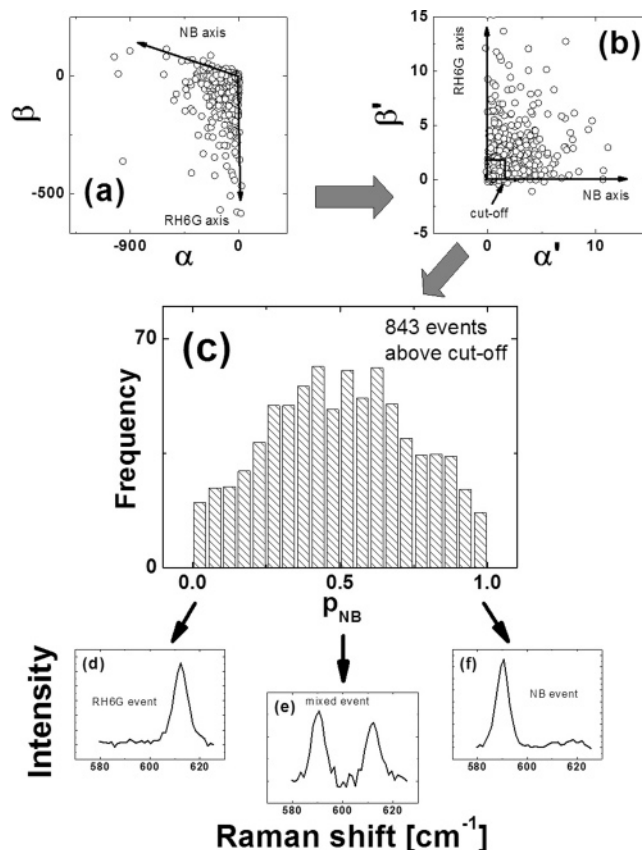 NB axis
0
β
-500
(a)
RH6G axis
-900
0
α
15
(b)
RH6G axis
10
β'
5
0
NB axis
cut-off
-5
0
10
α'
70
(c)
843 events
above cut-off
Frequency
0
0.0
0.5
1.0
pNB
(d)
RH6G event
580
600
620
(e)
mixed event
580
600
620
(f)
NB event
580
600
620
Intensity
Raman shift [cm-1]